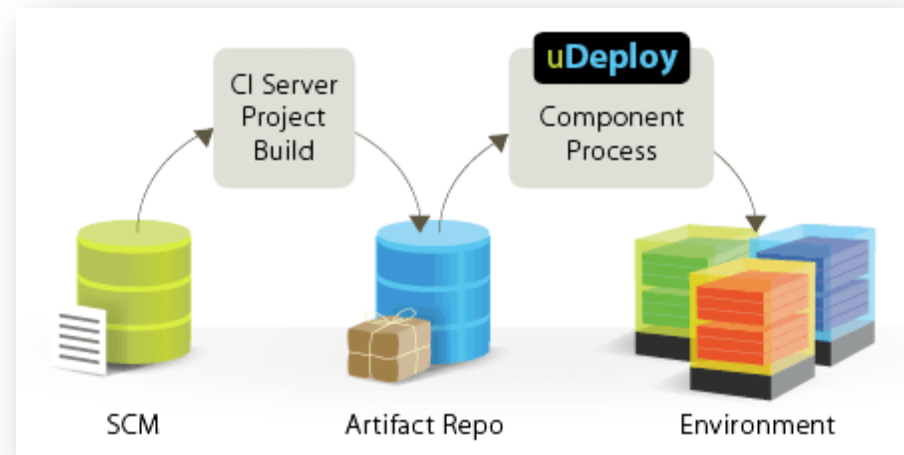 CI Server
Project
Build
uDeploy
Component
Process
SCM
Artifact Repo
Environment